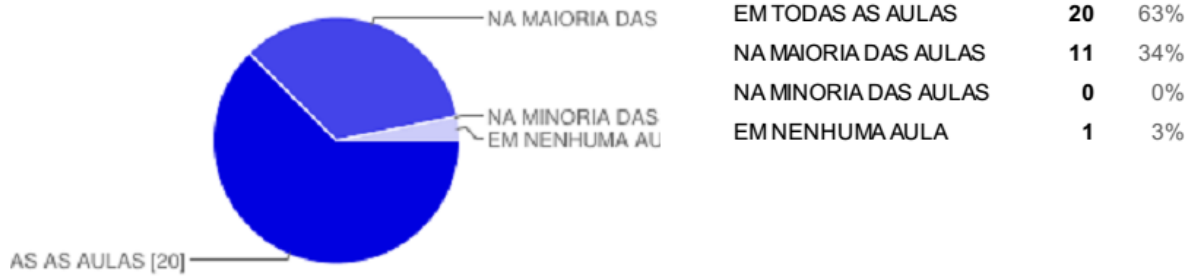 NA MAIORIA DAS
NA MINORIA DAS
EM NENHUMA AU
AS AS AULAS [20]
EM TODAS AS AULAS 20 63%
NA MAIORIA DAS AULAS 11 34%
NA MINORIA DAS AULAS 0 0%
EM NENHUMA AULA 1 3%